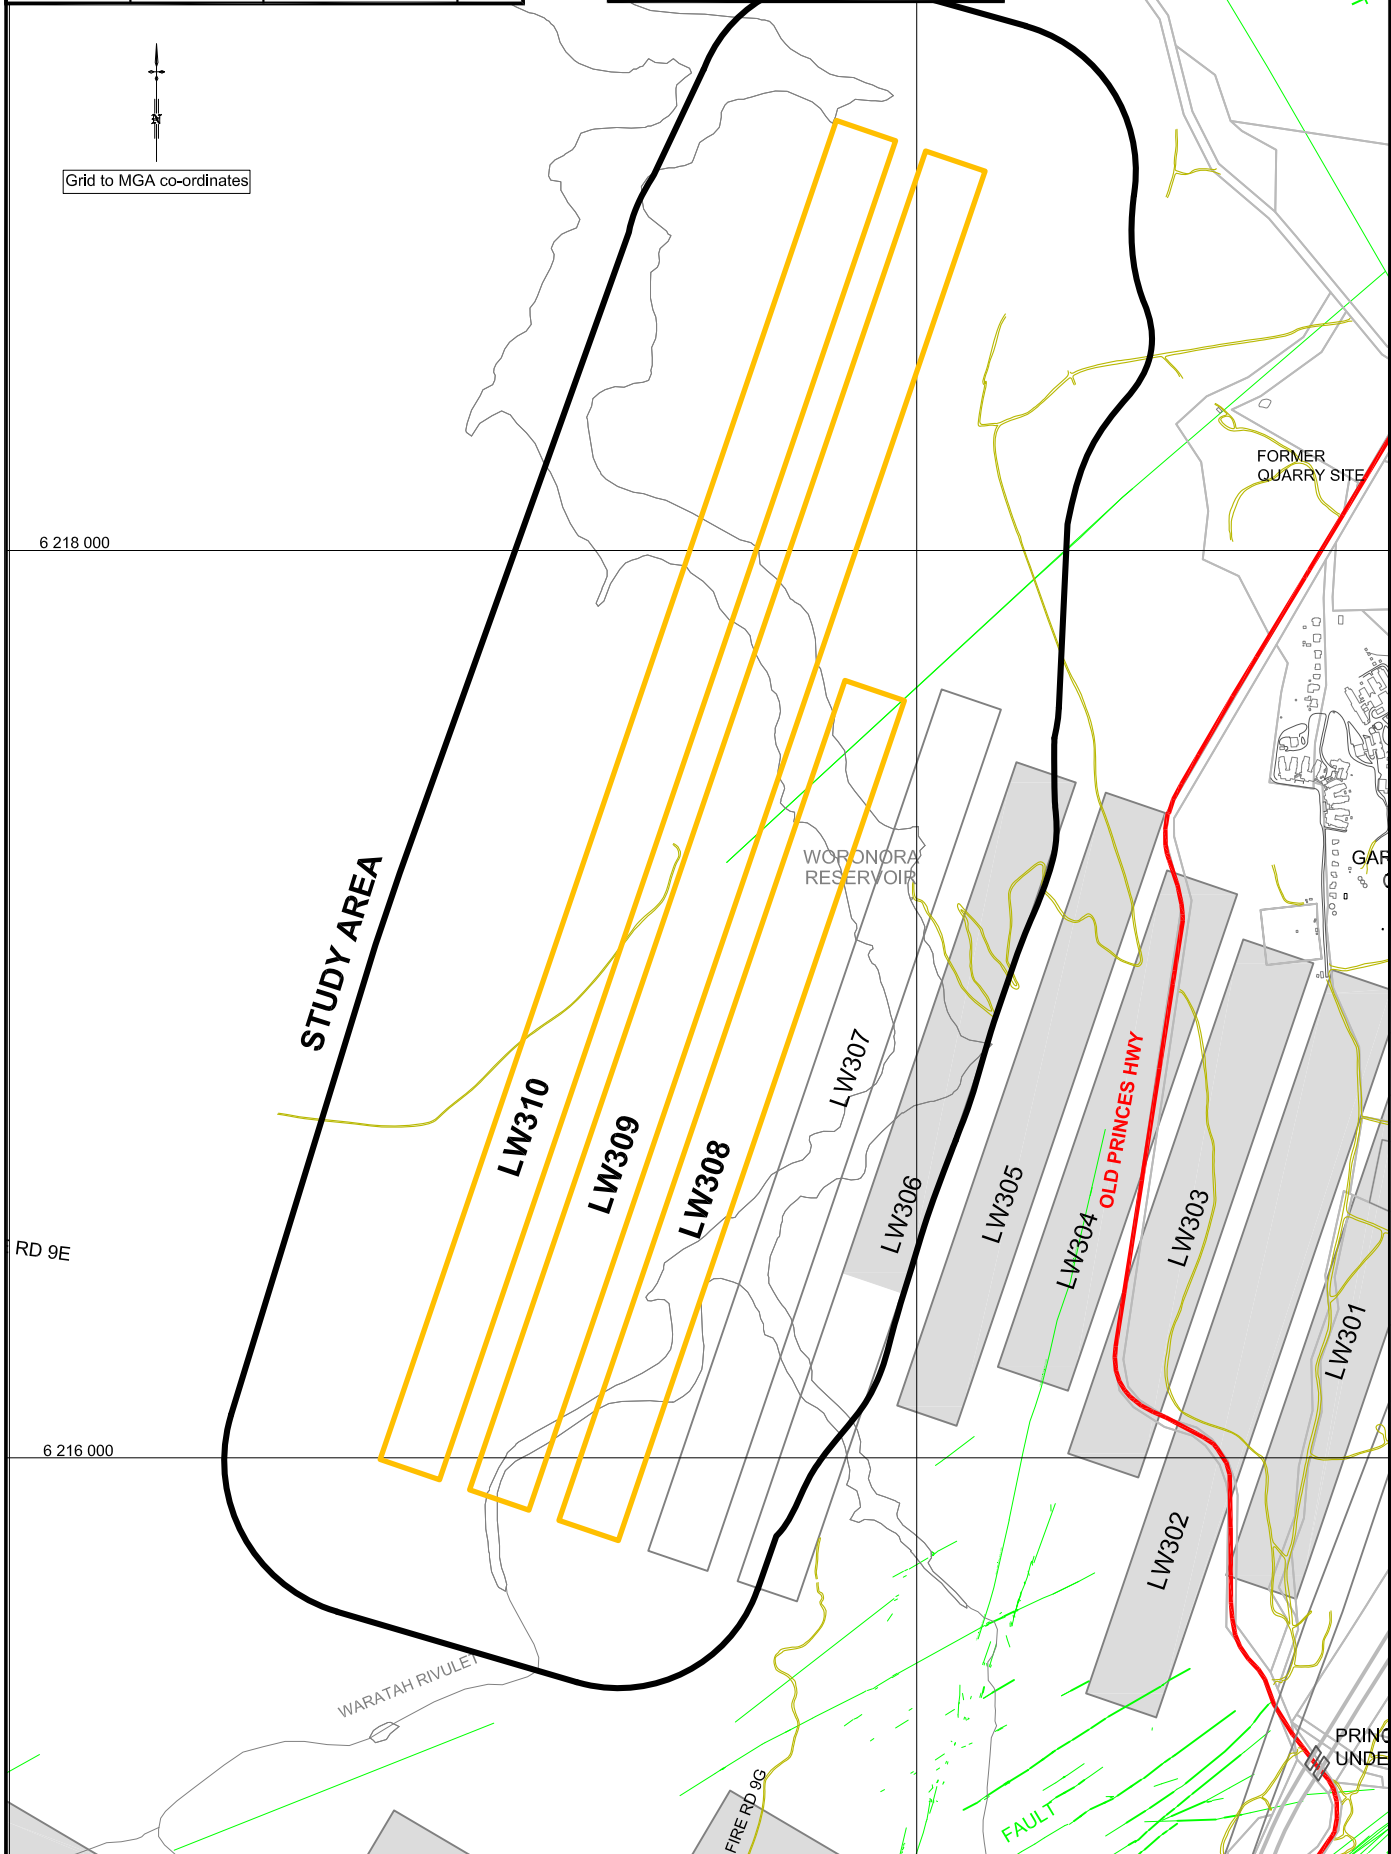 N
Grid to MGA co-ordinates
FORMER
QUARRY SITE
6 218 000
WORONORA
RESERVOIR
STUDY AREA
LW310
LW309
LW308
LW307
LW306
LW305
LW304
OLD PRINCES HWY
LW303
LW301
LW302
RD 9E
6 216 000
WARATAH RIVULET
FIRE RD 9G
FAULT